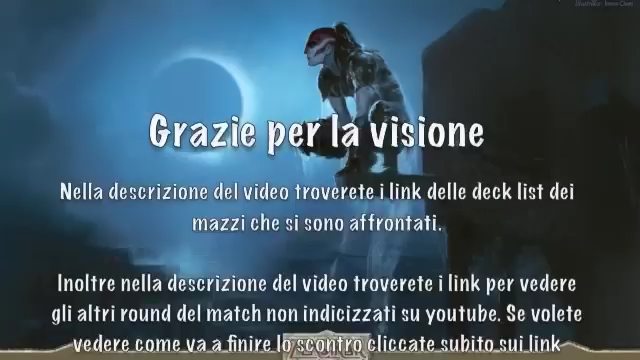 Grazie per la visione
Nella descrizione del video troverete i link delle deck list dei
mazzi che si sono affrontati.
Inoltre nella descrizione del video troverete i link per vedere
gli altri round del match non indicizzati su youtube. Se volete
vedere come va a finire lo scontro cliccate subito sui link